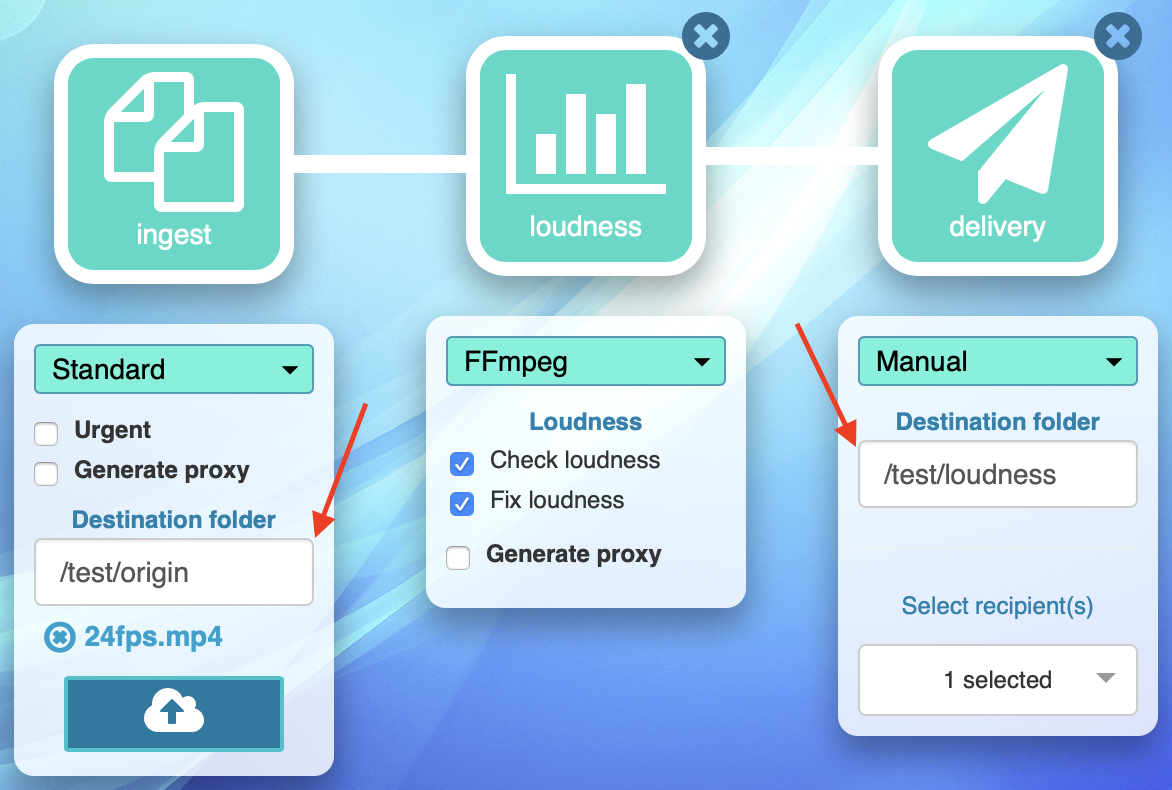 ingest
loudness
delivery
Standard
Urgent
Generate proxy
Destination folder
/test/origin
24fps.mp4
FFmpeg
Loudness
Check loudness
Fix loudness
Generate proxy
Manual
Destination folder
/test/loudness
Select recipient(s)
1 selected